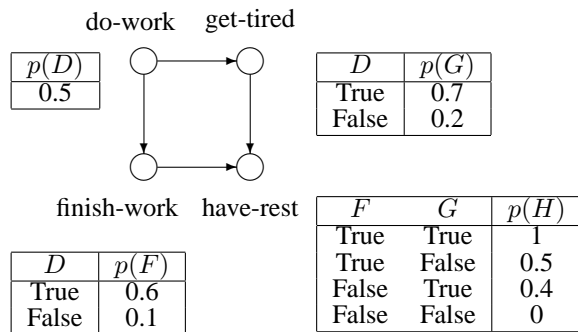 do-work get-tired
p(D)
0.5
D p(G)
True 0.7
False 0.2
finish-work have-rest
D p(F)
True 0.6
False 0.1
F G p(H)
True True 1
True False 0.5
False True 0.4
False False 0